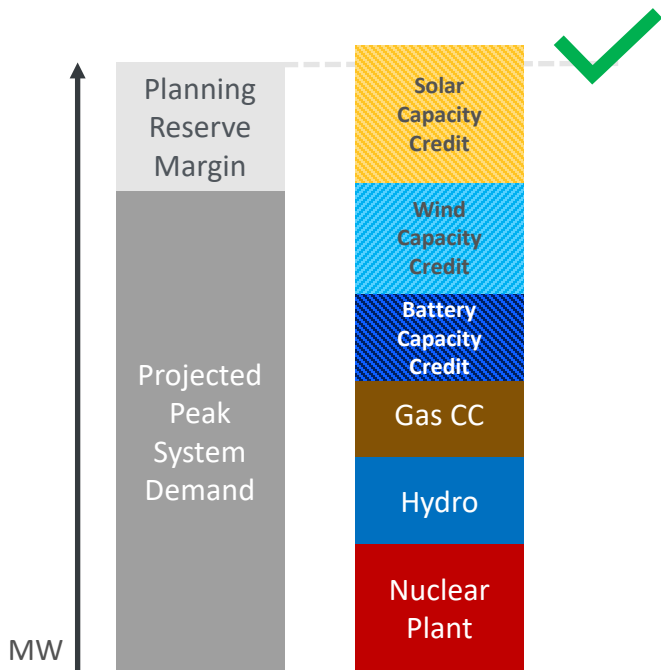 Planning
Reserve
Margin
Projected
Peak
System
Demand
MW
Solar
Capacity
Credit
Wind
Capacity
Credit
Battery
Capacity
Credit
Gas CC
Hydro
Nuclear
Plant